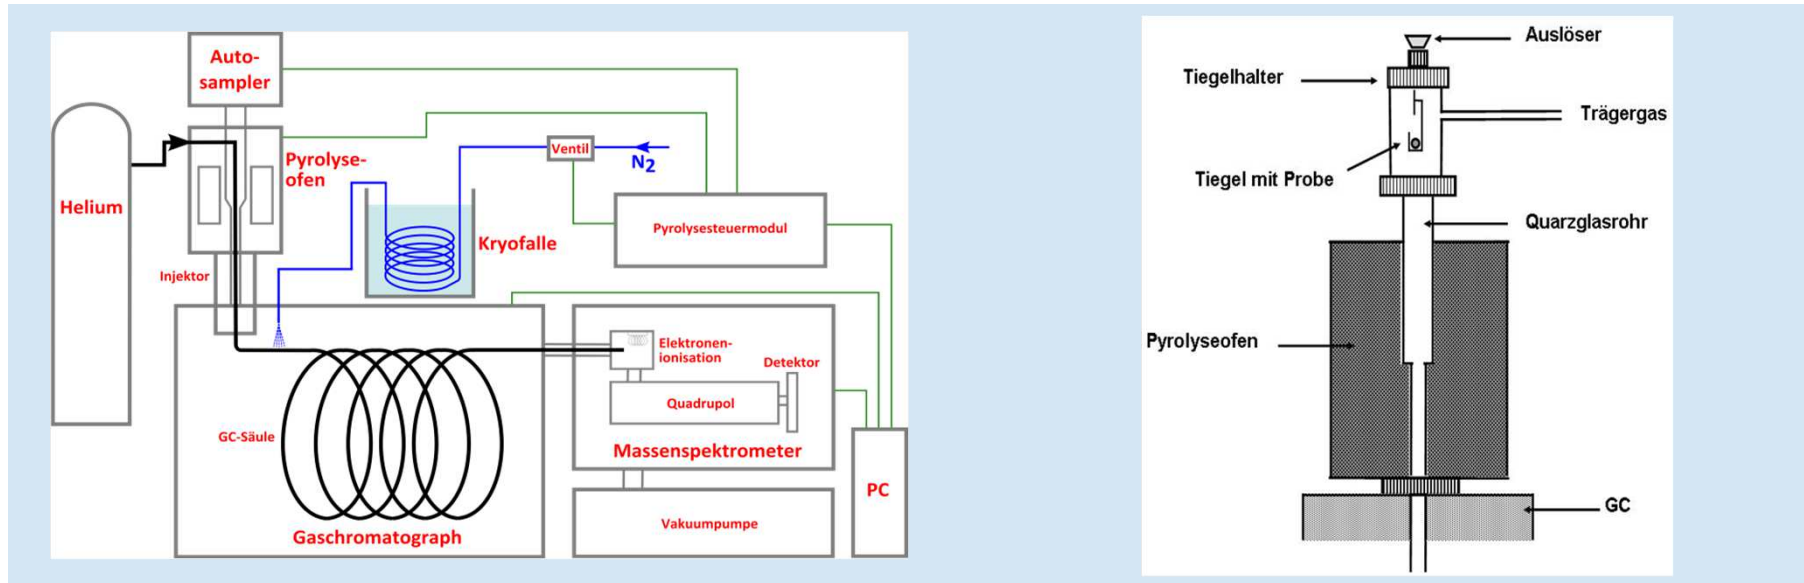 Auto-
sampler
Helium
Pyrolyse-
ofen
Ventil
N2
Kryofalle
Pyrolysesteuermodul
Injektor
Elektronen-
ionisation
Detektor
Quadrupol
GC-Säule
Massenspektrometer
PC
Vakuumpumpe
Gaschromatograph
Auslöser
Tiegelhalter
Trägergas
Tiegel mit Probe
Quarzglasrohr
Pyrolyseofen
GC